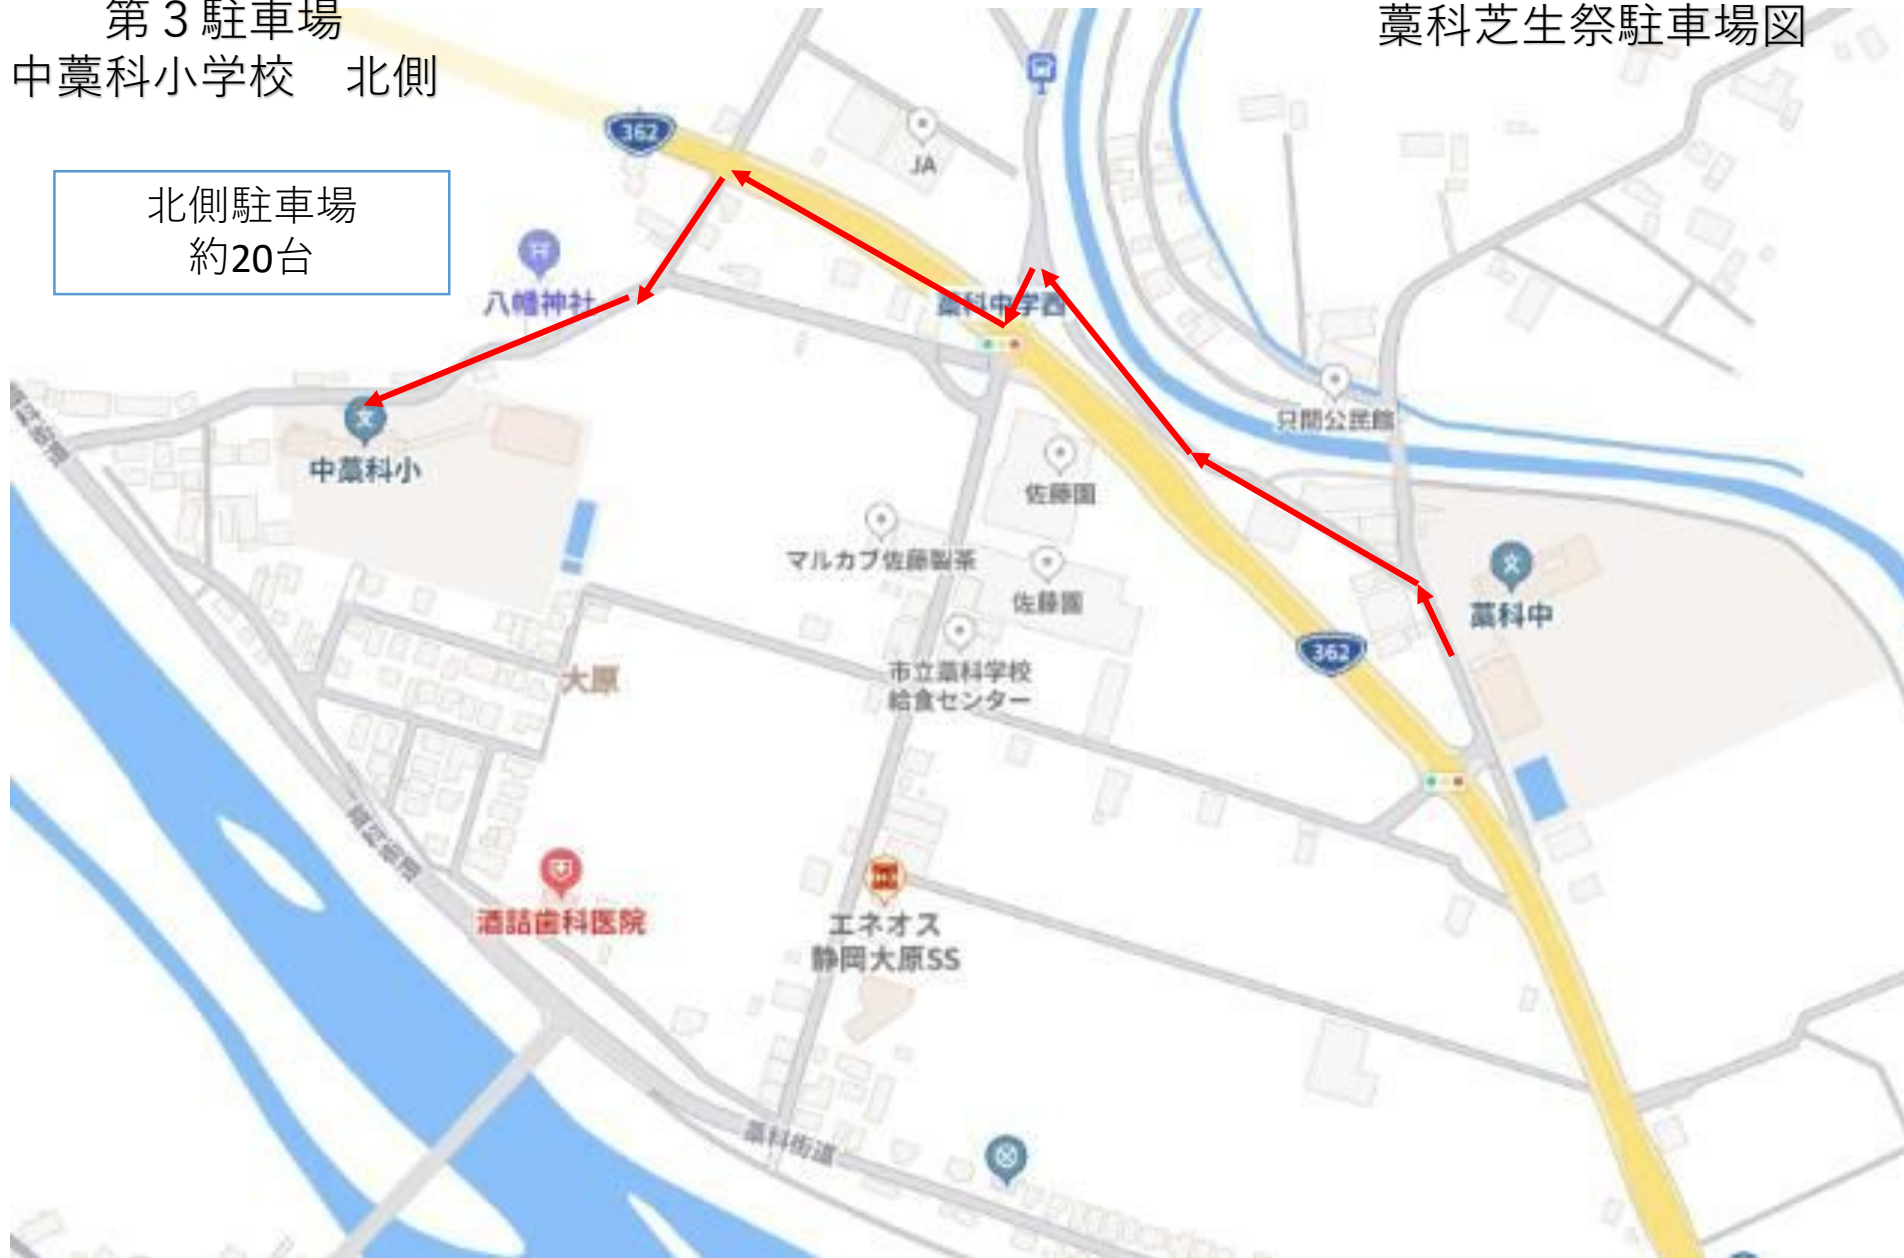 第３駐車場
中藁科小学校　北側
藁科芝生祭駐車場図
北側駐車場
約20台
362
JA
八幡神社
藁科中学西
只間公民館
中藁科小
佐藤園
マルカブ佐藤製茶
佐藤園
藁科中
市立藁科学校
給食センター
362
大原
酒詰歯科医院
エネオス
静岡大原SS
藁科街道